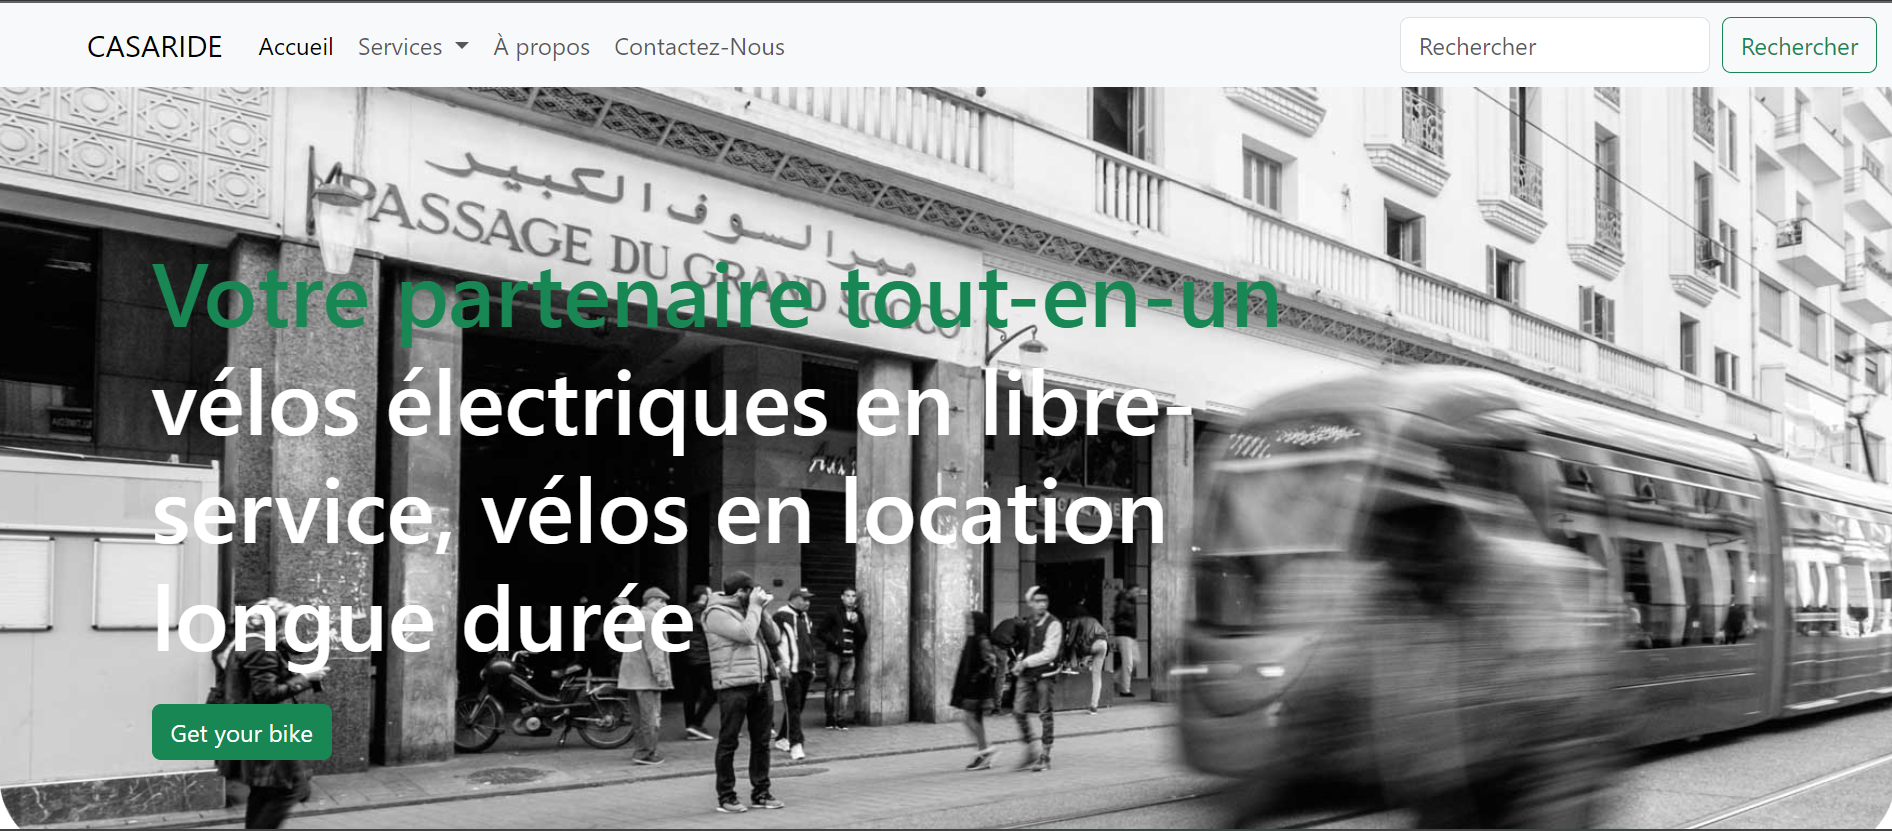 CASARIDE Accueil Services À propos Contactez-Nous Rechercher Rechercher
ممر السوق الكبير
PASSAGE DU GRAND SOCCO
Votre partenaire tout-en-un
vélos électriques en libre-
service, vélos en location
longue durée
Get your bike